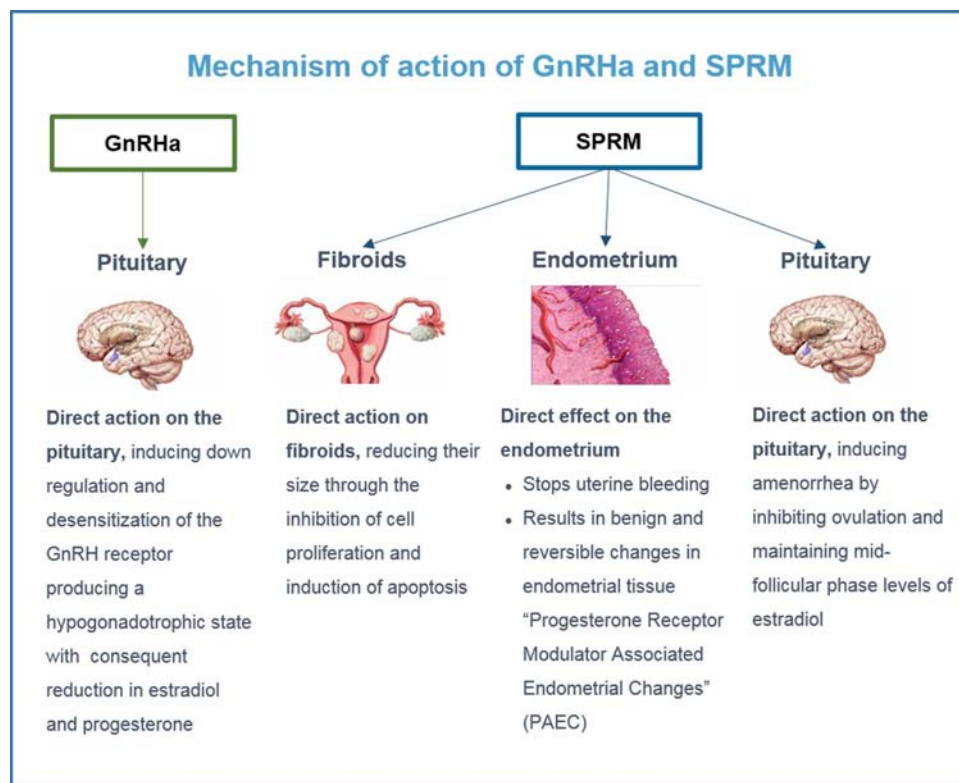 Mechanism of action of GnRHa and SPRM
GnRHa
SPRM
Pituitary
Direct action on the
pituitary, inducing down
regulation and
desensitization of the
GnRH receptor
producing a
hypogonadotrophic state
with consequent
reduction in estradiol
and progesterone
Fibroids
Direct action on
fibroids, reducing their
size through the
inhibition of cell
proliferation and
induction of apoptosis
Endometrium
Direct effect on the
endometrium
• Stops uterine bleeding
• Results in benign and
reversible changes in
endometrial tissue
“Progesterone Receptor
Modulator Associated
Endometrial Changes”
(PAEC)
Pituitary
Direct action on the
pituitary, inducing
amenorrhea by
inhibiting ovulation and
maintaining mid-
follicular phase levels of
estradiol